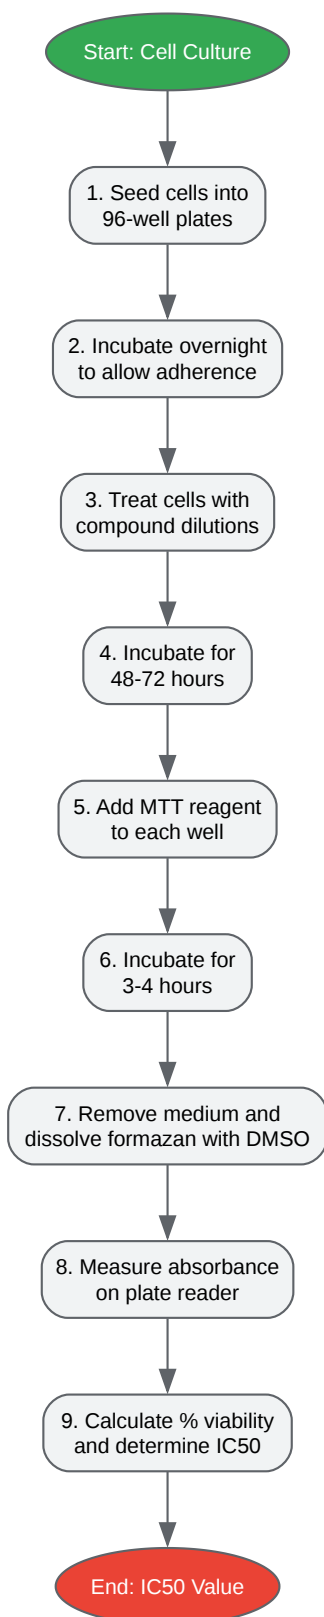 Start: Cell Culture
1. Seed cells into
96-well plates
2. Incubate overnight
to allow adherence
3. Treat cells with
compound dilutions
4. Incubate for
48-72 hours
5. Add MTT reagent
to each well
6. Incubate for
3-4 hours
7. Remove medium and
dissolve formazan with DMSO
8. Measure absorbance
on plate reader
9. Calculate % viability
and determine IC50
End: IC50 Value